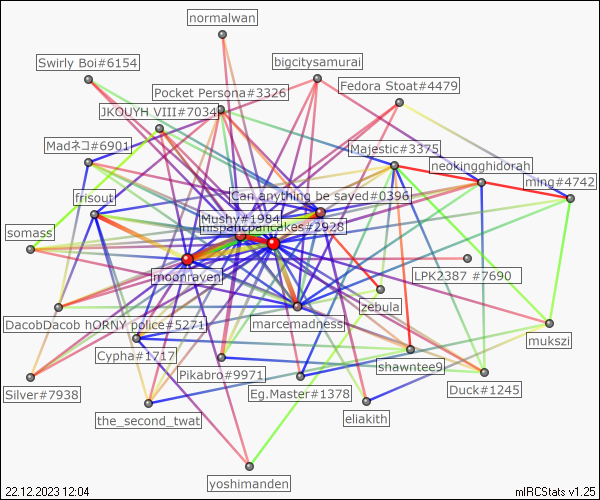 normalwan
Swirly Boi#6154
bigcitysamurai
Fedora Stoat#4479
Pocket Persona#3326
JKOUYH_VIII#7034
Madネコ#6901
Majestic#3375
neokingghidorah
ming#4742
frisout
Can anything be saved#0396
Mushy#1984
hispanicpancakes#2928
somass
moonraven
LPK2387 #7690
zebula
DacobDacob hORNY police#5271
marcemadness
mukszi
Cypha#1717
shawntee9
Pikabro#9971
Silver#7938
Eg.Master#1378
Duck#1245
the_second_twat
eliakith
yoshimanden
22.12.2023 12:04
mIRCStats v1.25